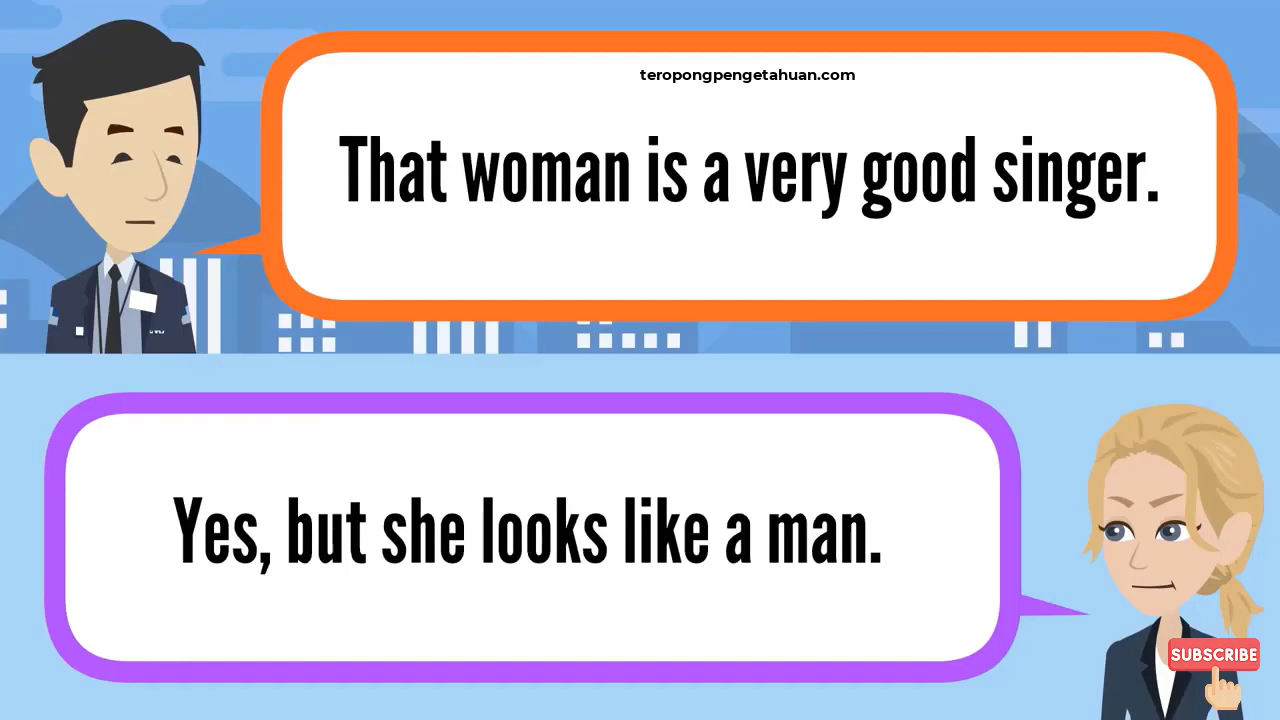 teropongpengetahuan.com
That woman is a very good singer.
Yes, but she looks like a man.
SUBSCRIBE